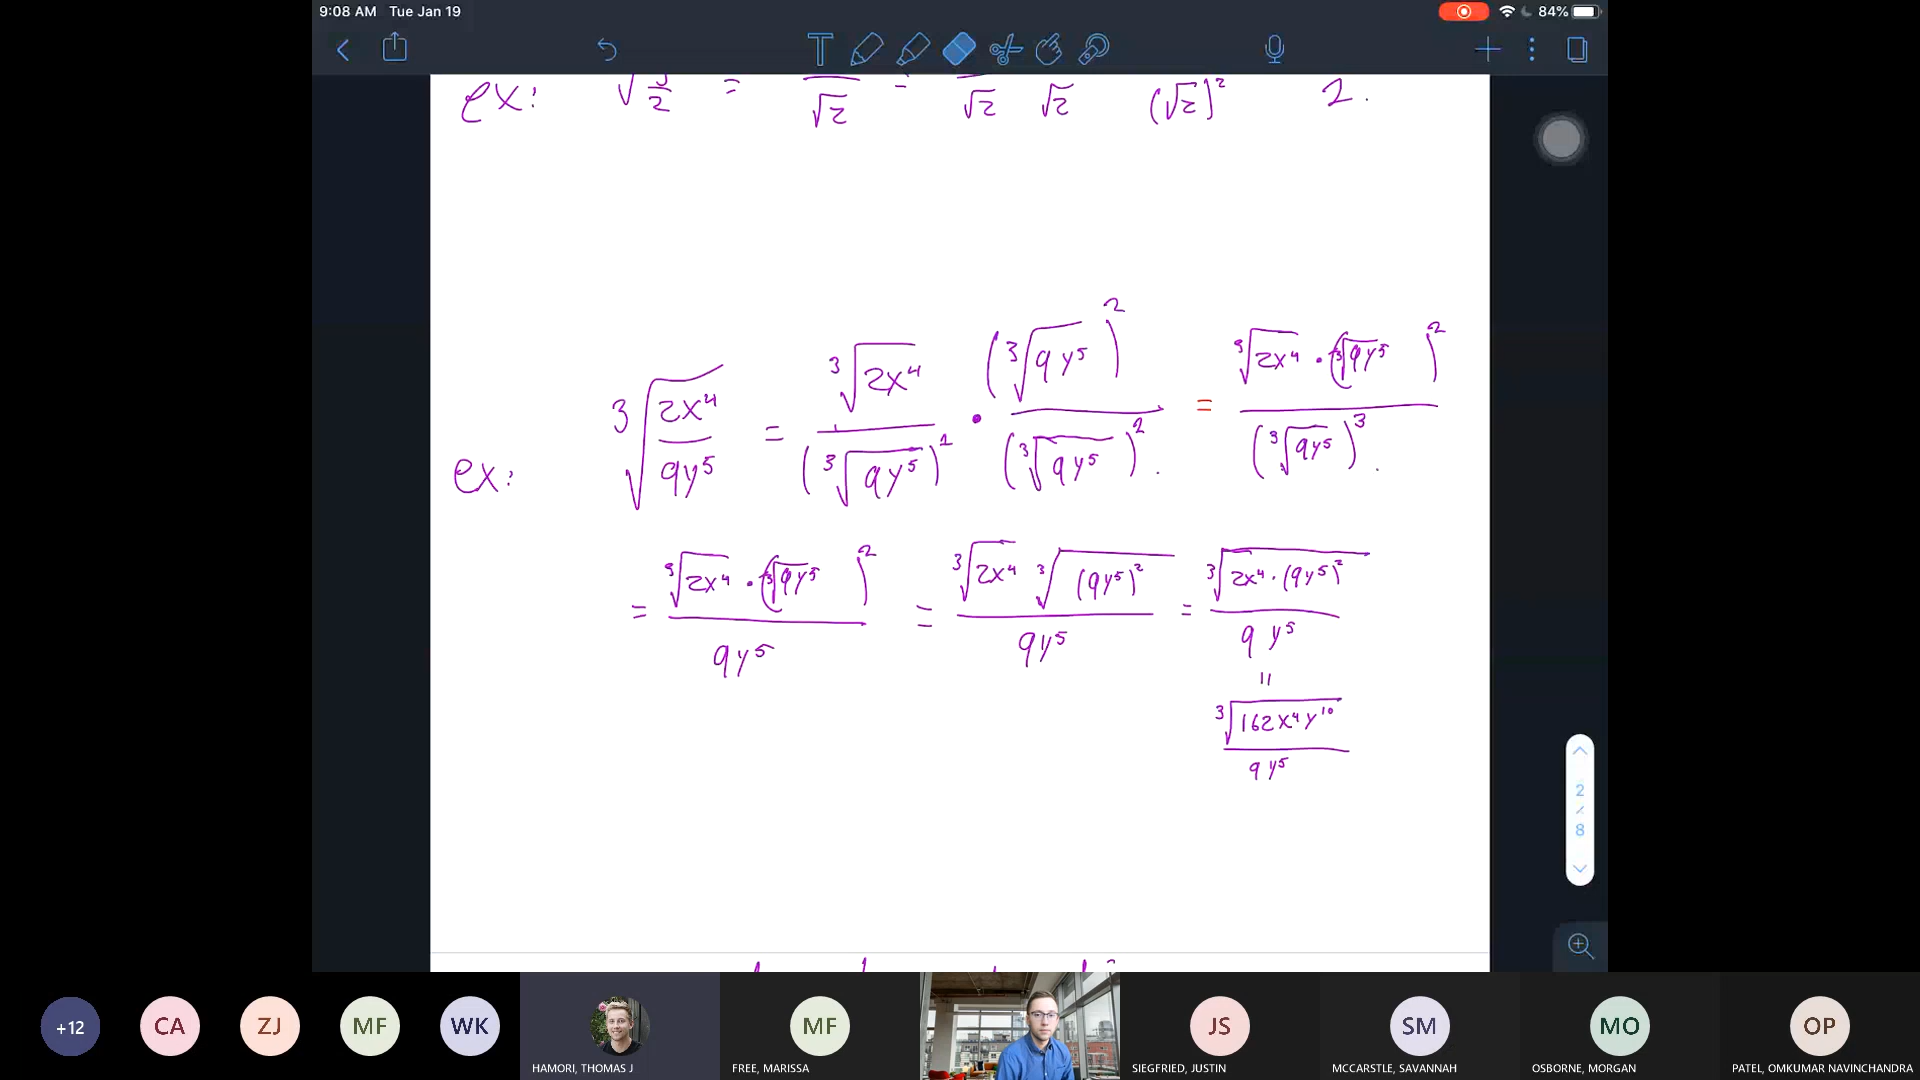 9:08 AM Tue Jan 19
84%
ex: √3/2 = /√2 = /√2 √2 (√2)² 2.
ex: ∛(2x⁴/9y⁵) = ∛2x⁴/(∛9y⁵)¹ · (∛9y⁵)²/(∛9y⁵)². = ∛2x⁴ · (∛9y⁵)²/(∛9y⁵)³.
= ∛2x⁴ · (∛9y⁵)²/9y⁵ = ∛2x⁴ ∛(9y⁵)²/9y⁵ = ∛2x⁴ · (9y⁵)²/9y⁵
=
∛162x⁴y¹⁰/9y⁵
2
8
+12
CA
ZJ
MF
WK
HAMORI, THOMAS J
MF
FREE, MARISSA
JS
SIEGFRIED, JUSTIN
SM
MCCARSTLE, SAVANNAH
MO
OSBORNE, MORGAN
OP
PATEL, OMKUMAR NAVINCHANDRA